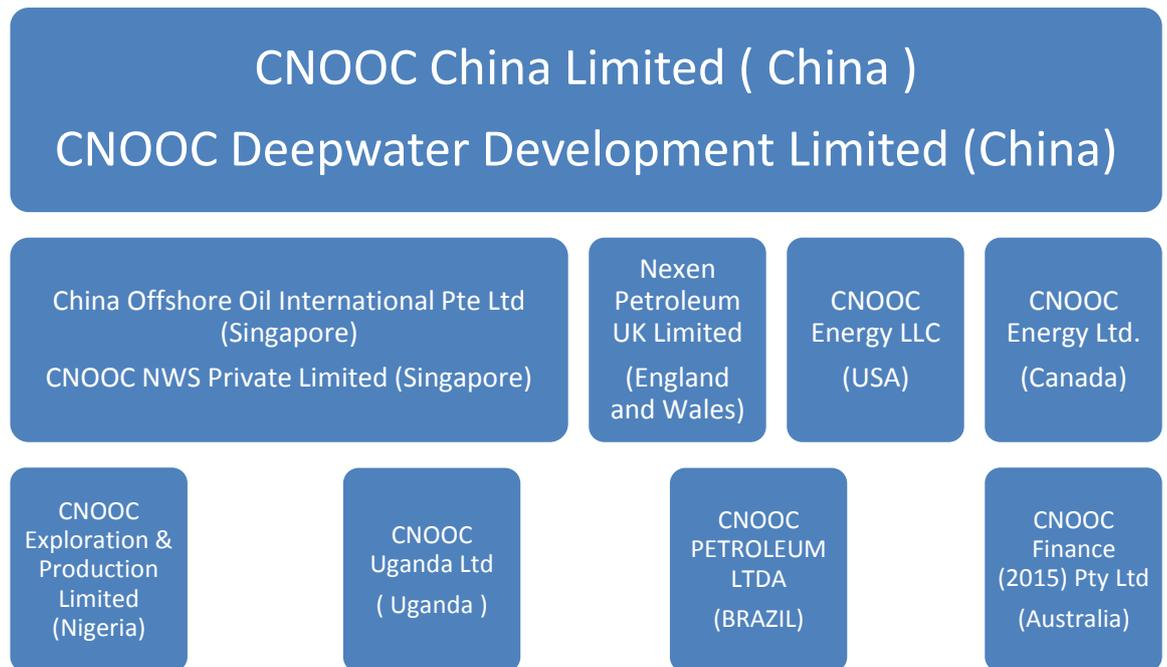 CNOOC China Limited ( China )
CNOOC Deepwater Development Limited (China)
China Offshore Oil International Pte Ltd
(Singapore)
CNOOC NWS Private Limited (Singapore)
Nexen
Petroleum
UK Limited
(England
and Wales)
CNOOC
Energy LLC
(USA)
CNOOC
Energy Ltd.
(Canada)
CNOOC
Exploration &
Production
Limited
(Nigeria)
CNOOC
Uganda Ltd
( Uganda )
CNOOC
PETROLEUM
LTDA
(BRAZIL)
CNOOC
Finance
(2015) Pty Ltd
(Australia)